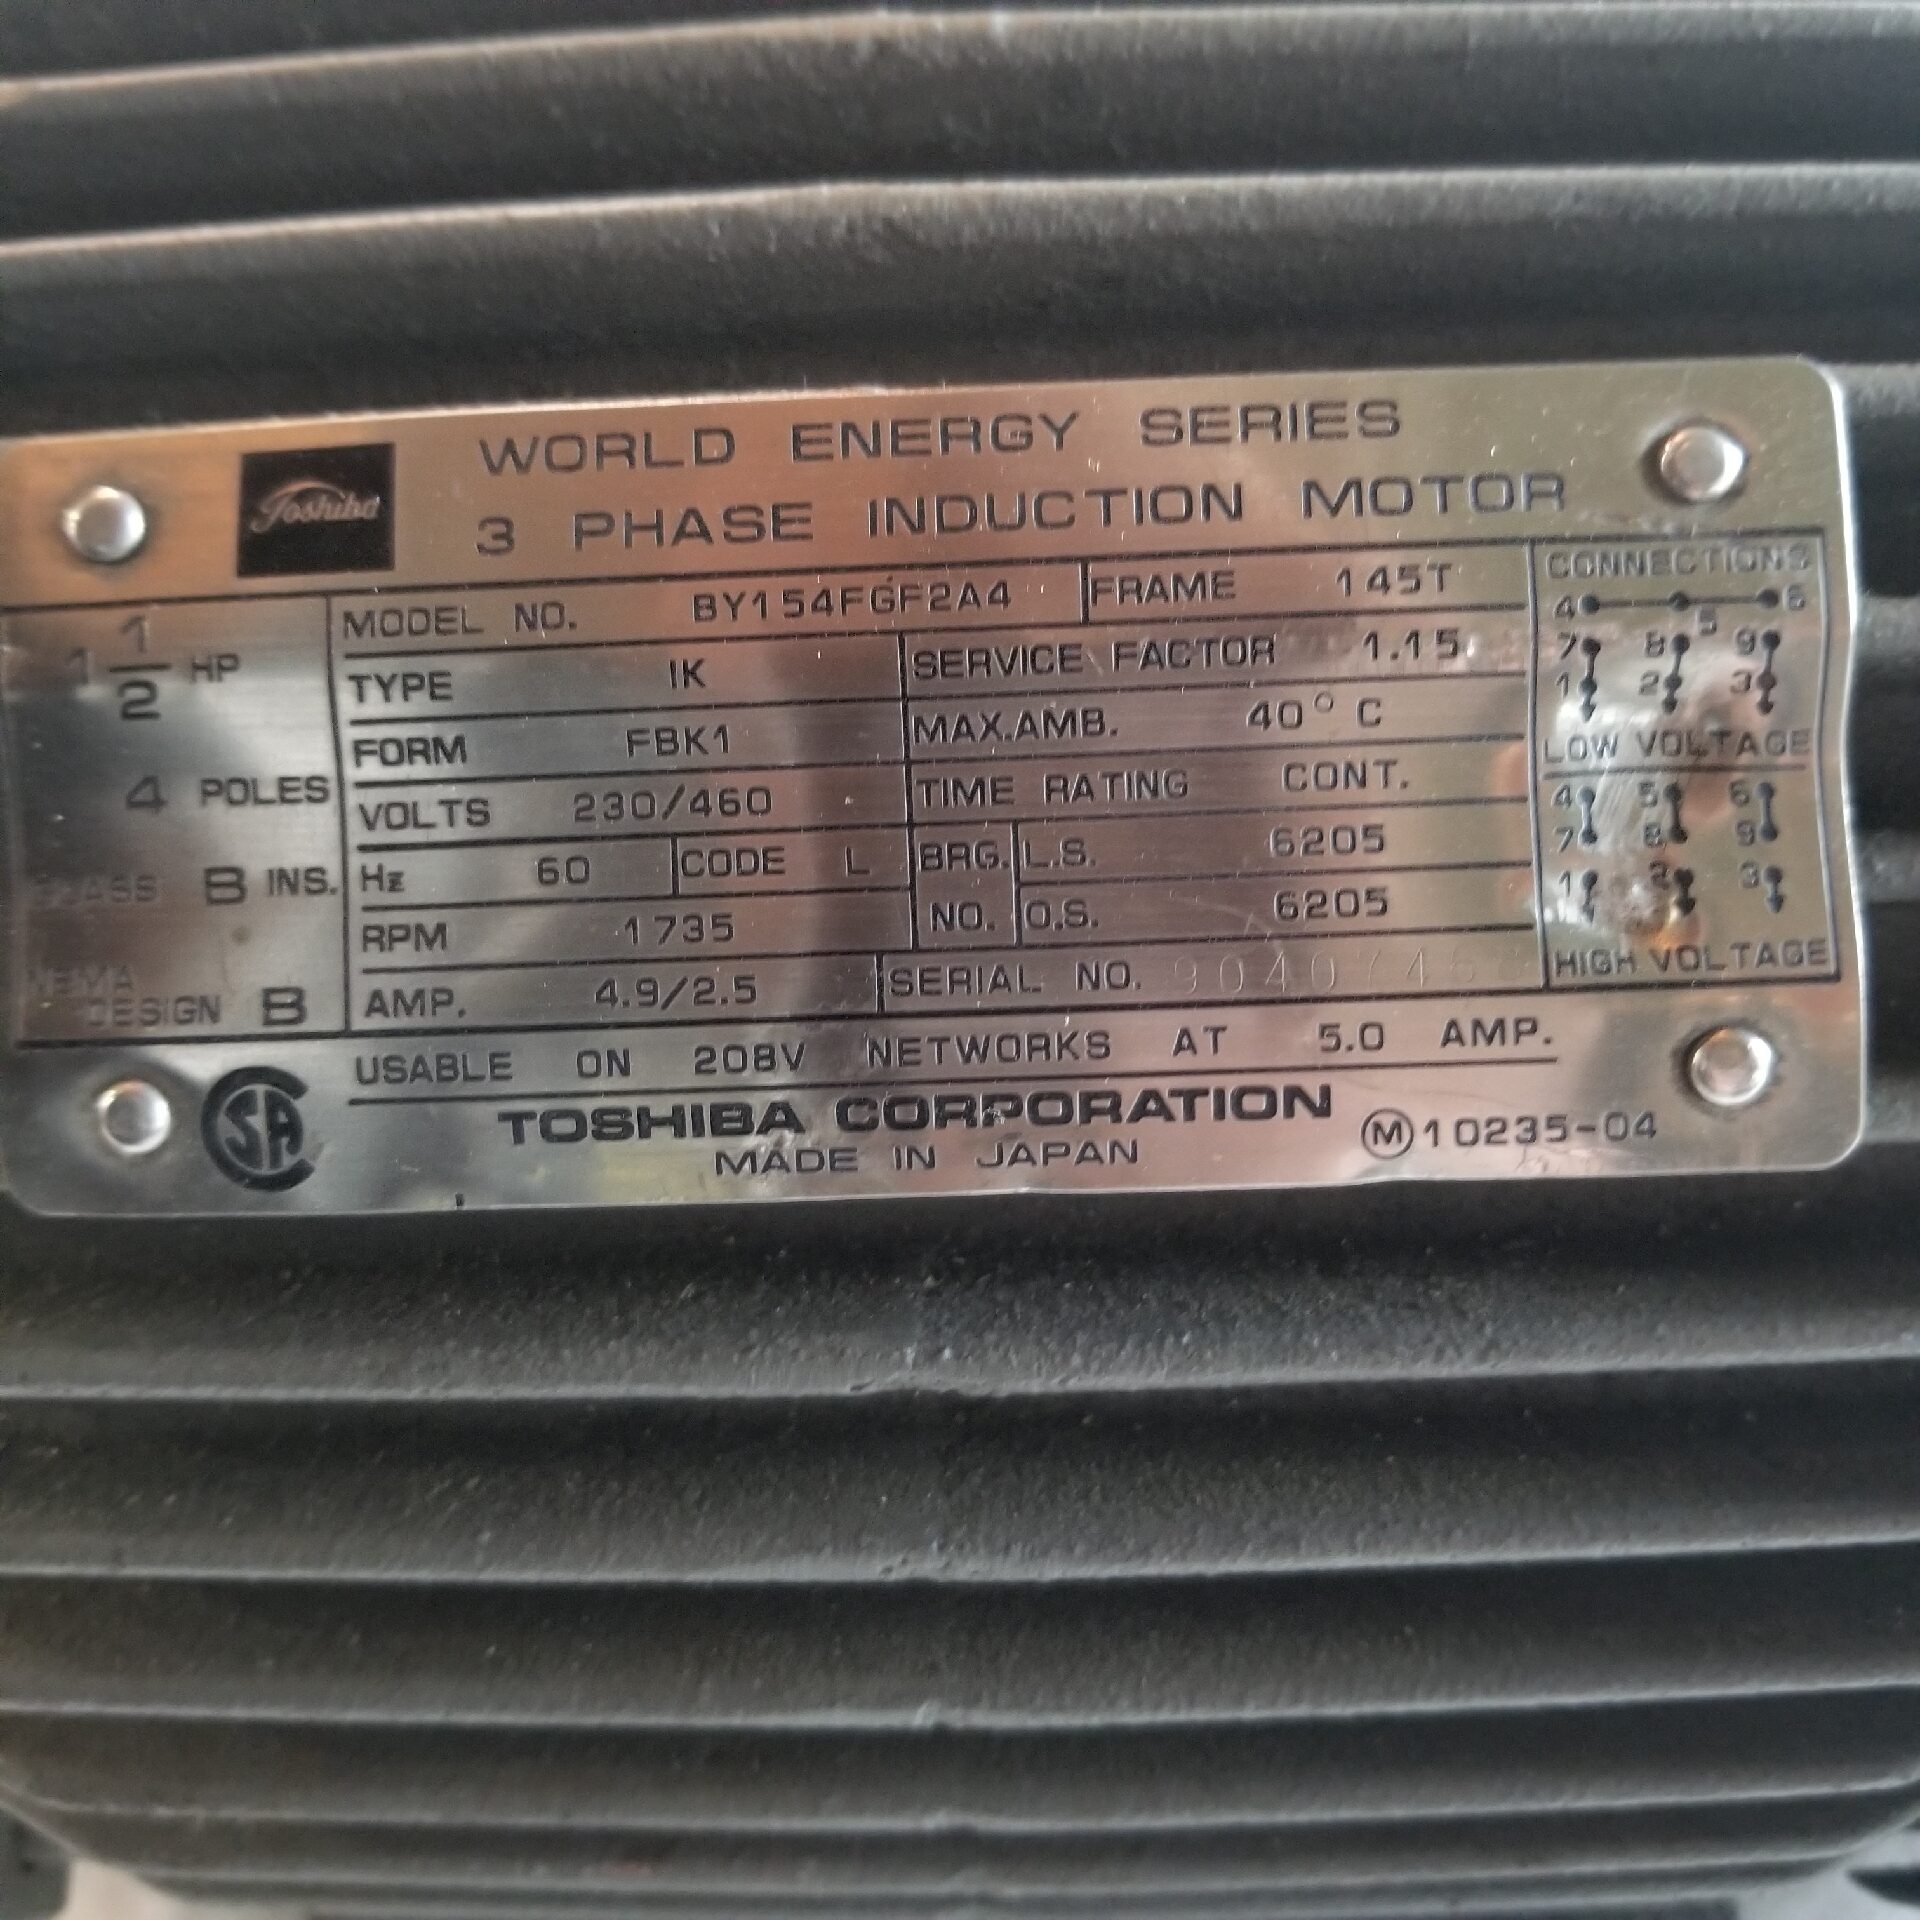 Toshiba
WORLD ENERGY SERIES
3 PHASE INDUCTION MOTOR
1 1/2 HP
4 POLES
CLASS B INS.
NEMA
DESIGN B
MODEL NO. BY154FGF2A4 FRAME 145T
TYPE IK SERVICE FACTOR 1.15
FORM FBK1 MAX.AMB. 40° C
VOLTS 230/460 TIME RATING CONT.
Hz 60 CODE L BRG. L.S. 6205
RPM 1735 NO. O.S. 6205
AMP. 4.9/2.5 SERIAL NO.
CONNECTIONS
4 5 6
7 8 9
1 2 3
LOW VOLTAGE
4 5 6
7 8 9
1 2 3
HIGH VOLTAGE
USABLE ON 208V NETWORKS AT 5.0 AMP.
SA
TOSHIBA CORPORATION
MADE IN JAPAN
Ⓜ10235-04